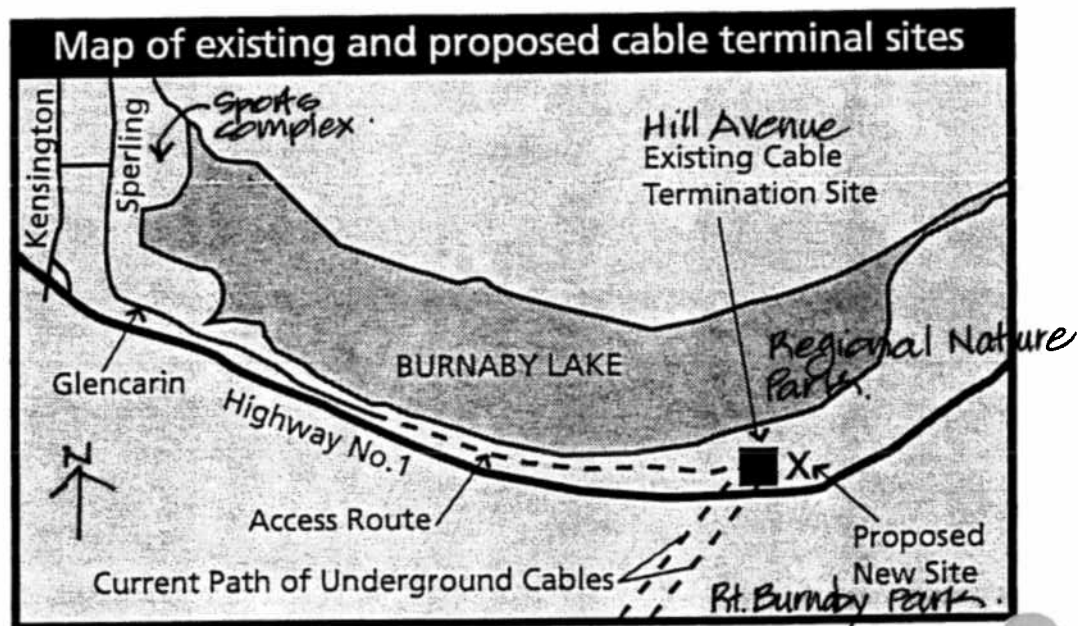 Map of existing and proposed cable terminal sites
Kensington
Sperling
Sports
complex.
Hill Avenue
Existing Cable
Termination Site
BURNABY LAKE
Regional Nature
Park.
Glencarin
Highway No.1
N
X
Access Route
Proposed
New Site
Current Path of Underground Cables
Rt. Burnaby Park.